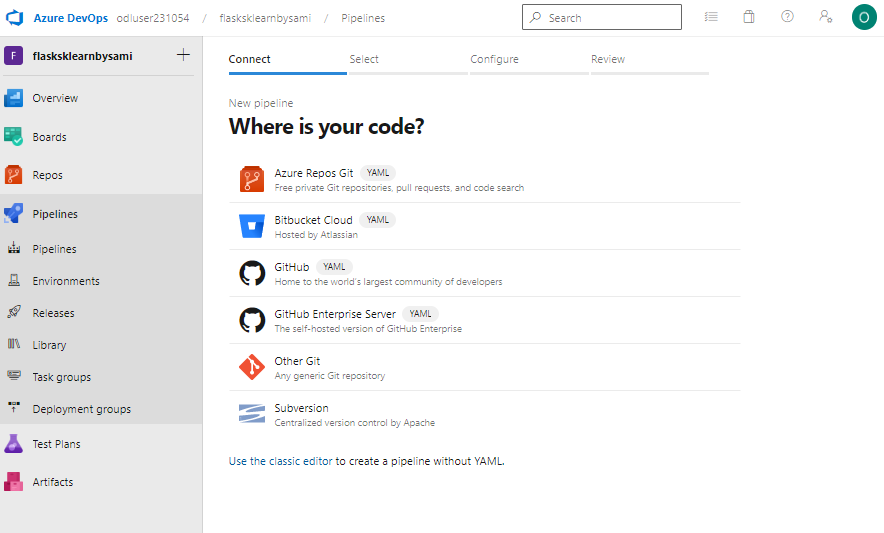 Azure DevOps odluser231054 / flasksklearnbysami / Pipelines Search O
F flasksklearnbysami +
Overview
Boards
Repos
Pipelines
Pipelines
Environments
Releases
Library
Task groups
Deployment groups
Test Plans
Artifacts
Connect Select Configure Review
New pipeline
Where is your code?
Azure Repos Git YAML
Free private Git repositories, pull requests, and code search
Bitbucket Cloud YAML
Hosted by Atlassian
GitHub YAML
Home to the world's largest community of developers
GitHub Enterprise Server YAML
The self-hosted version of GitHub Enterprise
Other Git
Any generic Git repository
Subversion
Centralized version control by Apache
Use the classic editor to create a pipeline without YAML.